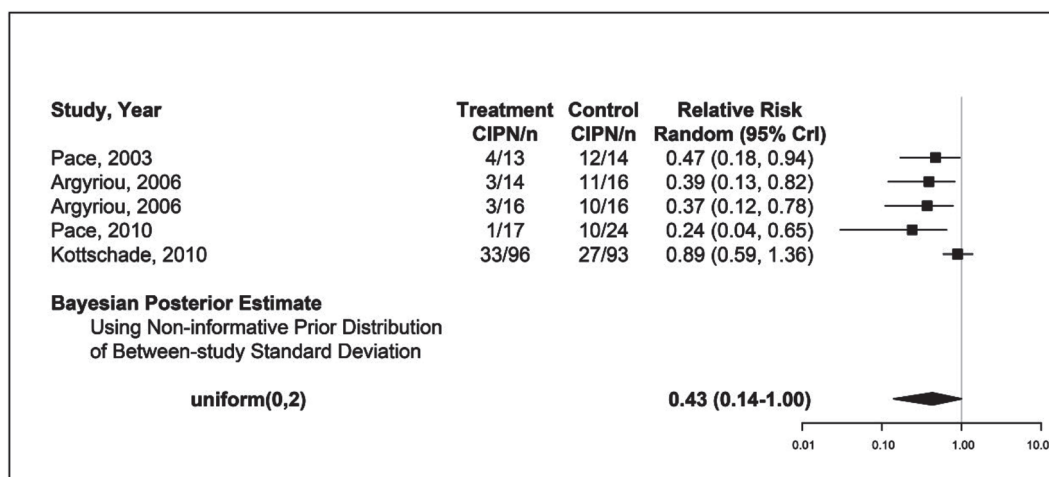 Study, Year Treatment Control Relative Risk
CIPN/n CIPN/n Random (95% CrI)
Pace, 2003 4/13 12/14 0.47 (0.18, 0.94)
Argyriou, 2006 3/14 11/16 0.39 (0.13, 0.82)
Argyriou, 2006 3/16 10/16 0.37 (0.12, 0.78)
Pace, 2010 1/17 10/24 0.24 (0.04, 0.65)
Kottschade, 2010 33/96 27/93 0.89 (0.59, 1.36)
Bayesian Posterior Estimate
Using Non-informative Prior Distribution
of Between-study Standard Deviation
uniform(0,2) 0.43 (0.14-1.00)
0.01 0.10 1.00 10.0